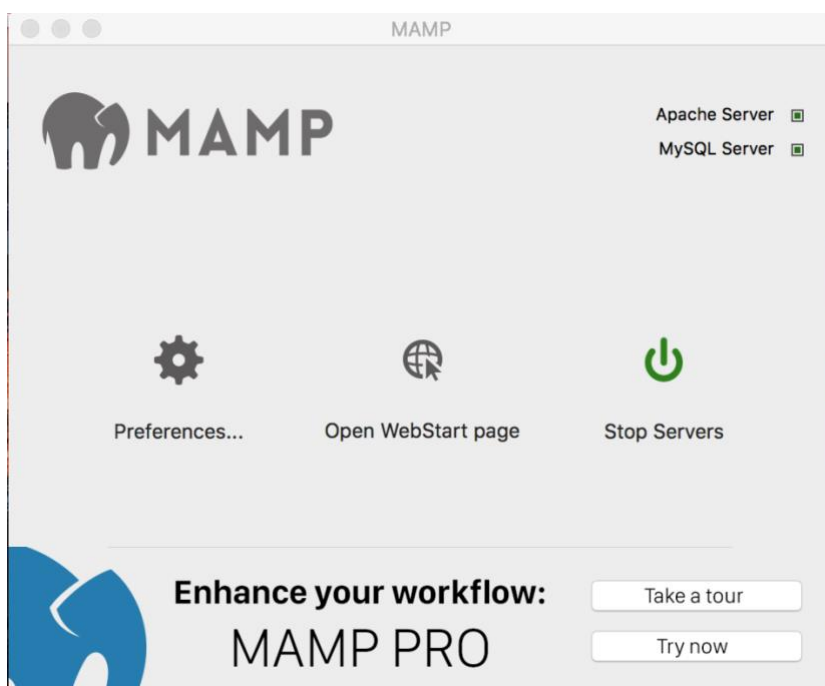 MAMP
MAMP
Apache Server
MySQL Server
Preferences...
Open WebStart page
Stop Servers
Enhance your workflow:
MAMP PRO
Take a tour
Try now